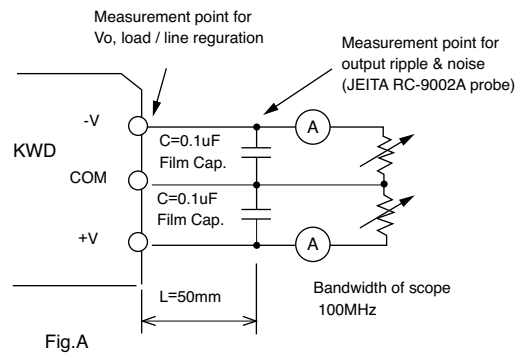 Measurement point for
Vo, load / line reguration
Measurement point for
output ripple & noise
(JEITA RC-9002A probe)
-V
A
KWD
C=0.1uF
Film Cap.
COM
C=0.1uF
Film Cap.
+V
A
L=50mm
Bandwidth of scope
100MHz
Fig.A